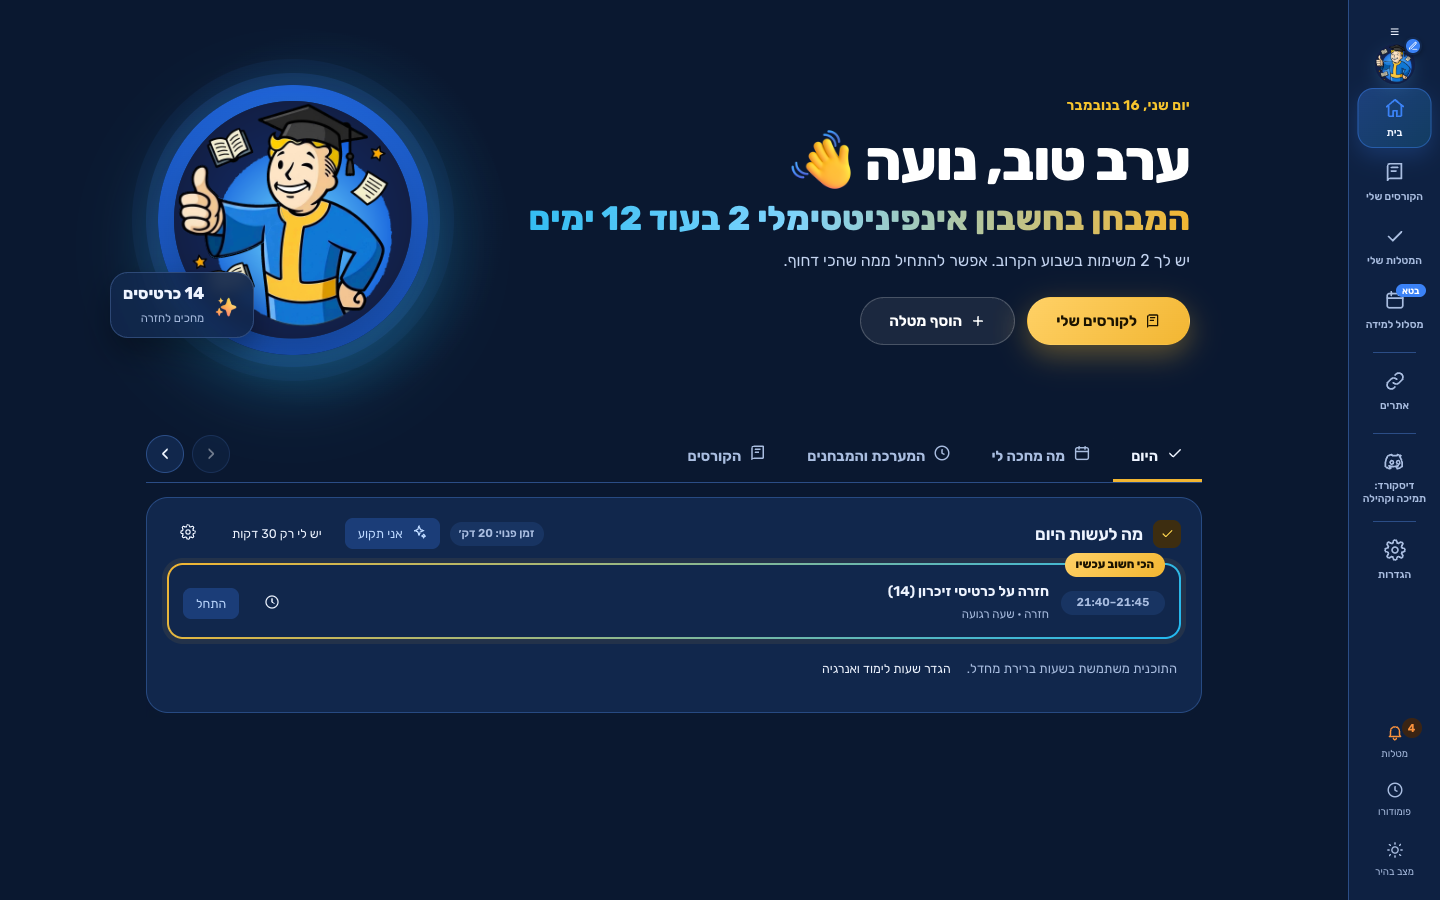 בית
הקורסים שלי
המטלות שלי
בטא
מסלול למידה
אתרים
דיסקורד:
תמיכה וקהילה
הגדרות
4
מטלות
פומודורו
מצב בהיר
יום שני, 16 בנובמבר
ערב טוב, נועה 👋
המבחן בחשבון אינפיניטסימלי 2 בעוד 12 ימים
יש לך 2 משימות בשבוע הקרוב. אפשר להתחיל ממה שהכי דחוף.
לקורסים שלי
הוסף מטלה
14 כרטיסים
מחכים לחזרה
היום
מה מחכה לי
המערכת והמבחנים
הקורסים
מה לעשות היום
זמן פנוי: 20 דק׳
אני תקוע
יש לי רק 30 דקות
הכי חשוב עכשיו
21:40–21:45
חזרה על כרטיסי זיכרון (14)
חזרה • שעה רגועה
התחל
התוכנית משתמשת בשעות ברירת מחדל. הגדר שעות לימוד ואנרגיה